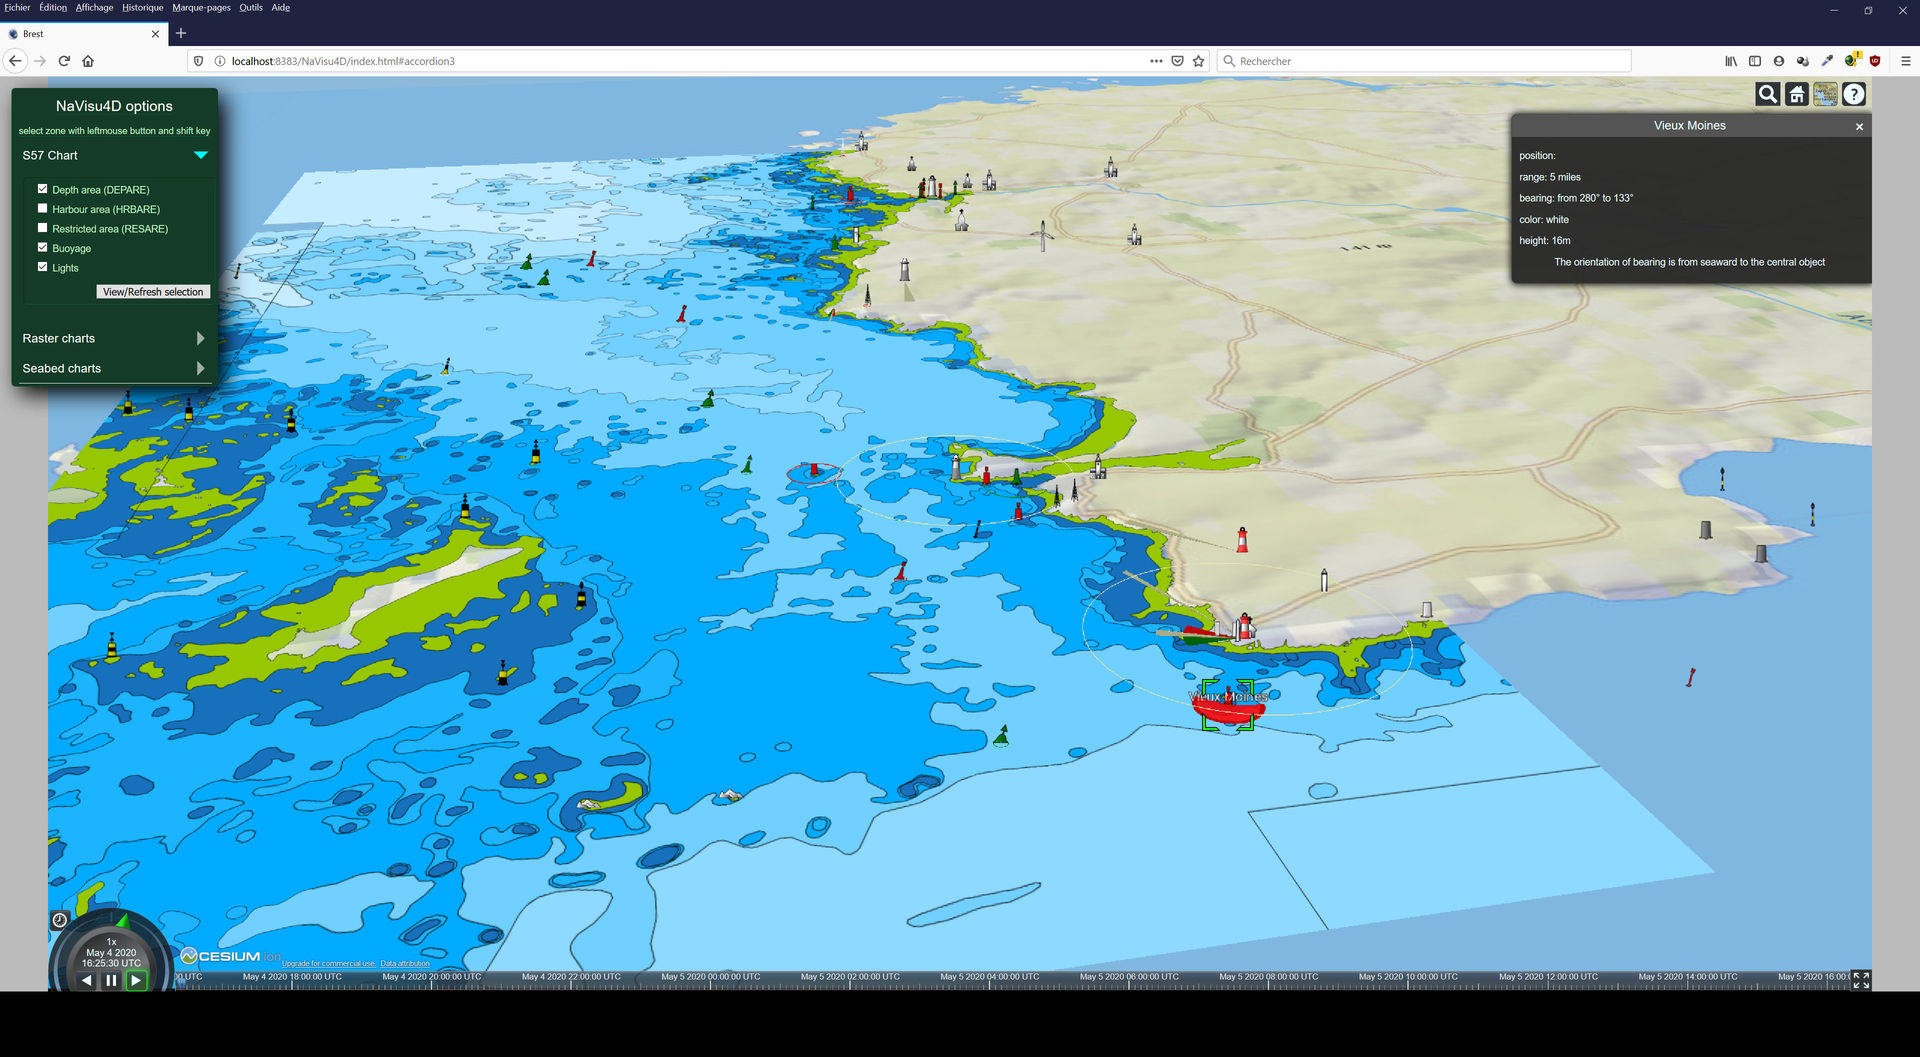 Fichier Édition Affichage Historique Marque-pages Outils Aide
Brest
localhost:8383/NaVisu4D/index.html#accordion3
Rechercher
NaVisu4D options
select zone with leftmouse button and shift key
S57 Chart
Depth area (DEPARE)
Harbour area (HRBARE)
Restricted area (RESARE)
Buoyage
Lights
View/Refresh selection
Raster charts
Seabed charts
Vieux Moines
position:
range: 5 miles
bearing: from 280° to 133°
color: white
height: 16m
The orientation of bearing is from seaward to the central object
141 m
Vieux Moines
1x
May 4 2020
16:25:30 UTC
CESIUM ion
Upgrade for commercial use. Data attribution
00 UTC May 4 2020 18:00:00 UTC May 4 2020 20:00:00 UTC May 4 2020 22:00:00 UTC May 5 2020 00:00:00 UTC May 5 2020 02:00:00 UTC May 5 2020 04:00:00 UTC May 5 2020 06:00:00 UTC May 5 2020 08:00:00 UTC May 5 2020 10:00:00 UTC May 5 2020 12:00:00 UTC May 5 2020 14:00:00 UTC May 5 2020 16:00: